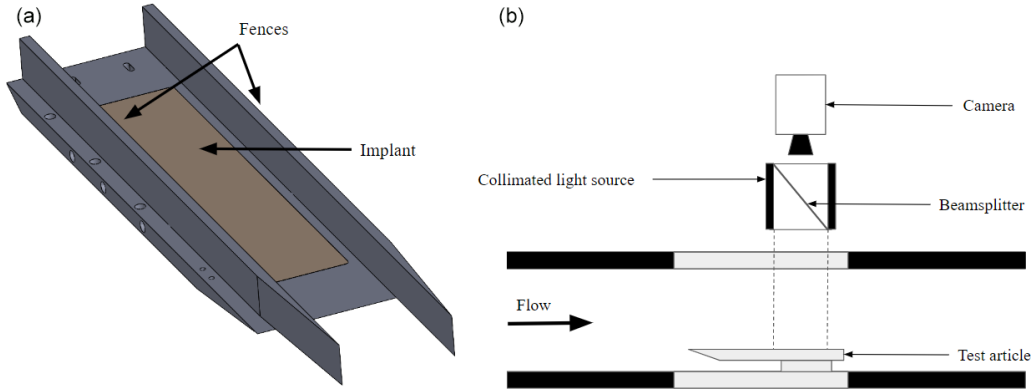 (a)
Fences
Implant
(b)
Camera
Collimated light source
Beamsplitter
Flow
Test article